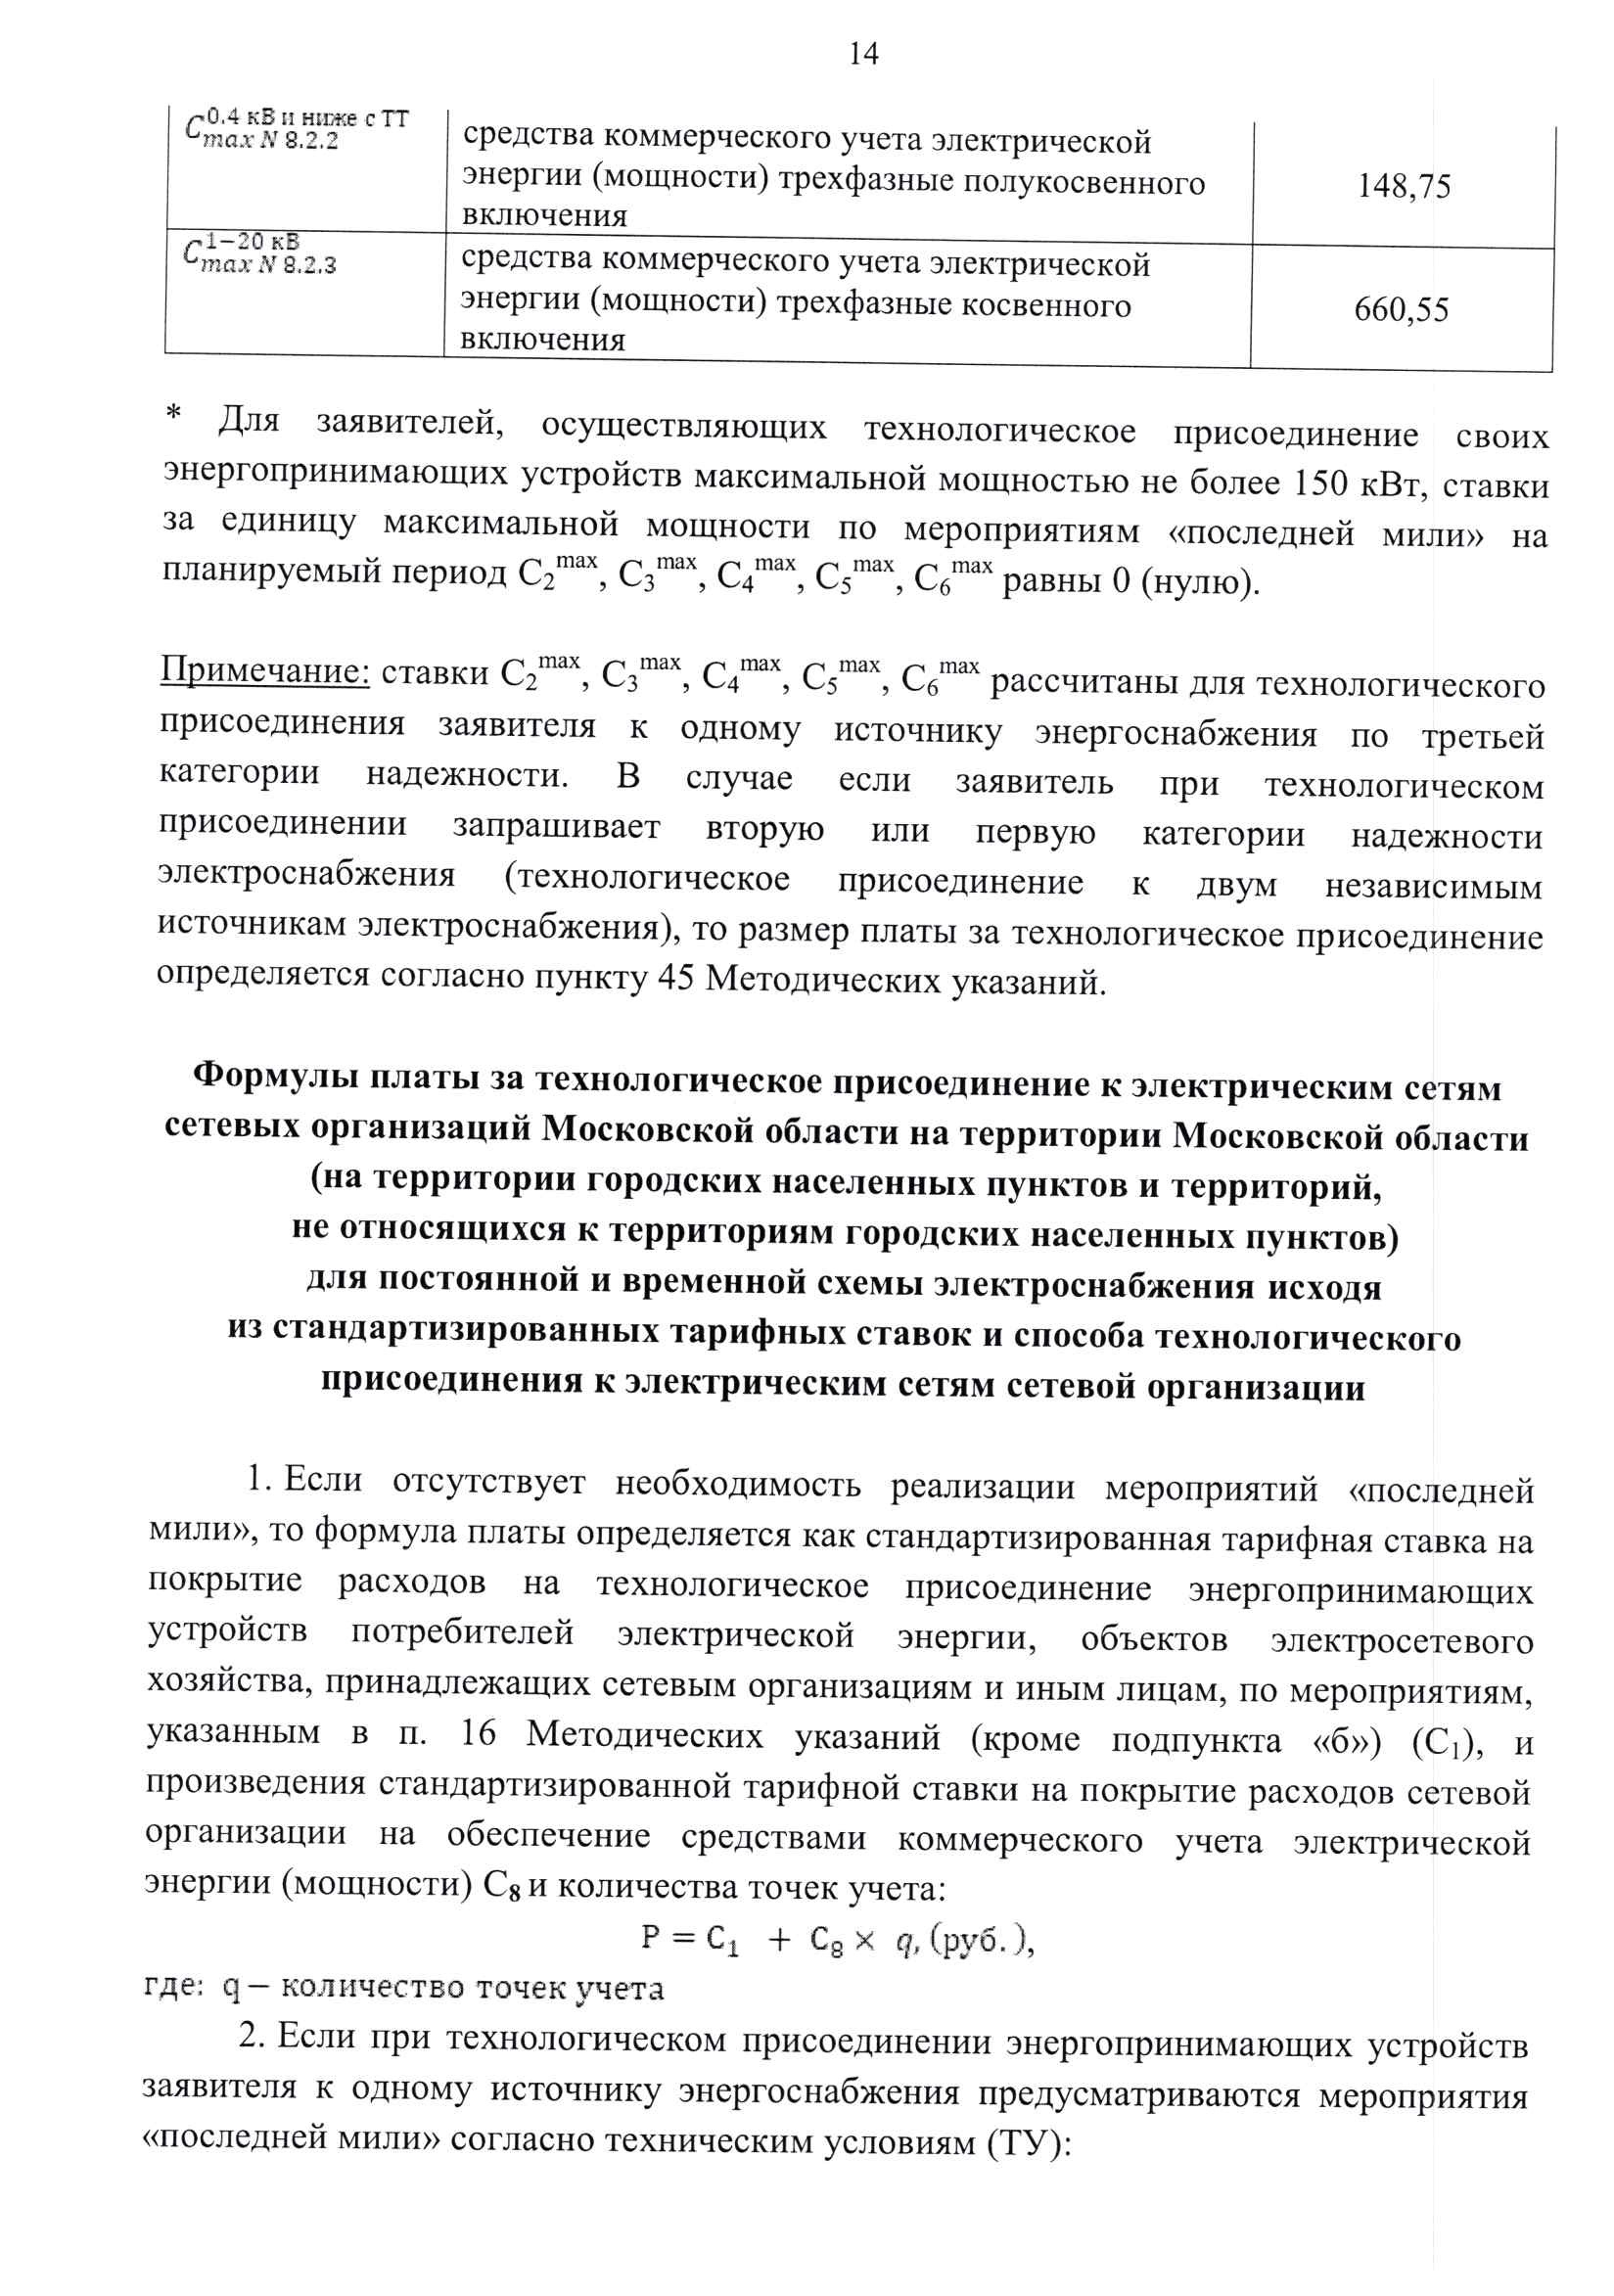 14
C max N 8.2.2 0.4 кВ и ниже с ТТ
средства коммерческого учета электрической
энергии (мощности) трехфазные полукосвенного
включения
148,75
C max N 8.2.3 1−20 кВ
средства коммерческого учета электрической
энергии (мощности) трехфазные косвенного
включения
660,55
* Для заявителей, осуществляющих технологическое присоединение своих
энергопринимающих устройств максимальной мощностью не более 150 кВт, ставки
за единицу максимальной мощности по мероприятиям «последней мили» на
планируемый период С₂max, С₃max, С₄max, С₅max, С₆max равны 0 (нулю).
Примечание: ставки С₂max, С₃max, С₄max, С₅max, С₆max рассчитаны для технологического
присоединения заявителя к одному источнику энергоснабжения по третьей
категории надежности. В случае если заявитель при технологическом
присоединении запрашивает вторую или первую категории надежности
электроснабжения (технологическое присоединение к двум независимым
источникам электроснабжения), то размер платы за технологическое присоединение
определяется согласно пункту 45 Методических указаний.
Формулы платы за технологическое присоединение к электрическим сетям
сетевых организаций Московской области на территории Московской области
(на территории городских населенных пунктов и территорий,
не относящихся к территориям городских населенных пунктов)
для постоянной и временной схемы электроснабжения исходя
из стандартизированных тарифных ставок и способа технологического
присоединения к электрическим сетям сетевой организации
1. Если отсутствует необходимость реализации мероприятий «последней
мили», то формула платы определяется как стандартизированная тарифная ставка на
покрытие расходов на технологическое присоединение энергопринимающих
устройств потребителей электрической энергии, объектов электросетевого
хозяйства, принадлежащих сетевым организациям и иным лицам, по мероприятиям,
указанным в п. 16 Методических указаний (кроме подпункта «б») (С₁), и
произведения стандартизированной тарифной ставки на покрытие расходов сетевой
организации на обеспечение средствами коммерческого учета электрической
энергии (мощности) С₈ и количества точек учета:
P = C₁ + C₈ × q, (руб.),
где: q – количество точек учета
2. Если при технологическом присоединении энергопринимающих устройств
заявителя к одному источнику энергоснабжения предусматриваются мероприятия
«последней мили» согласно техническим условиям (ТУ):